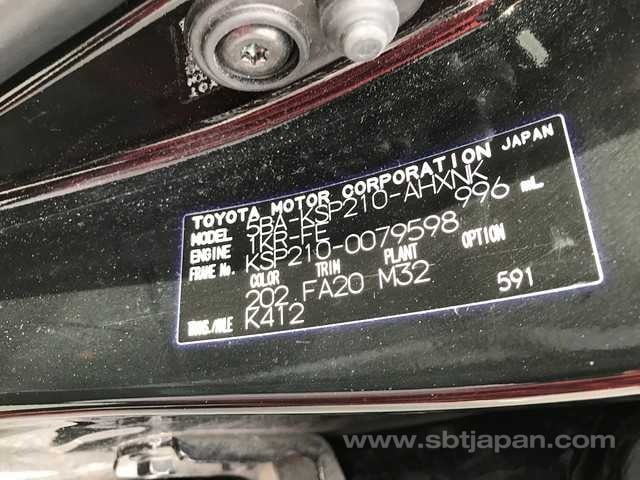 TOYOTA MOTOR CORPORATION JAPAN
MODEL 5BA-KSP210-AHXNK
ENGINE 1KR-FE 996 mL
FRAME No. KSP210-0079598
COLOR TRIM PLANT OPTION
202 FA20 M32 591
TRANS./AXLE K412
www.sbtjapan.com